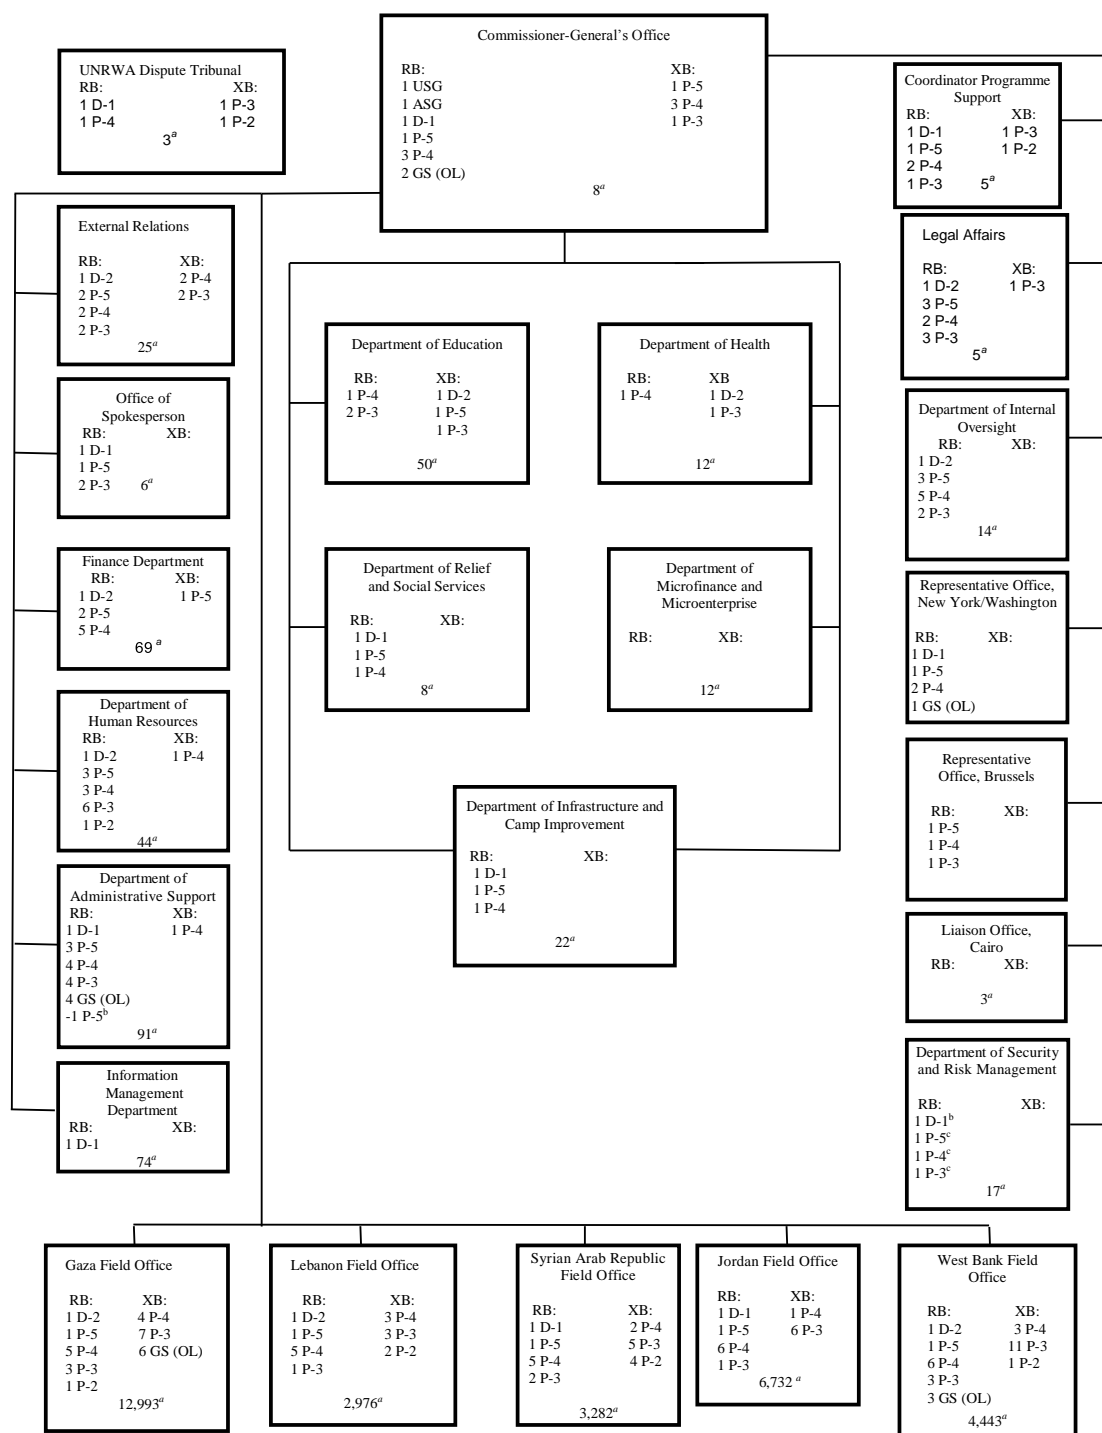 Commissioner-General's Office
RB: XB:
1 USG 1 P-5
1 ASG 3 P-4
1 D-1 1 P-3
1 P-5
3 P-4
2 GS (OL)
8a
UNRWA Dispute Tribunal
RB: XB:
1 D-1 1 P-3
1 P-4 1 P-2
3a
Coordinator Programme
Support
RB: XB:
1 D-1 1 P-3
1 P-5 1 P-2
2 P-4
1 P-3 5a
External Relations
RB: XB:
1 D-2 2 P-4
2 P-5 2 P-3
2 P-4
2 P-3
25a
Legal Affairs
RB: XB:
1 D-2 1 P-3
3 P-5
2 P-4
3 P-3
5a
Department of Education
RB: XB:
1 P-4 1 D-2
2 P-3 1 P-5
1 P-3
50a
Department of Health
RB: XB
1 P-4 1 D-2
1 P-3
12a
Office of
Spokesperson
RB: XB:
1 D-1
1 P-5
2 P-3 6a
Department of Internal
Oversight
RB: XB:
1 D-2
3 P-5
5 P-4
2 P-3
14a
Finance Department
RB: XB:
1 D-2 1 P-5
2 P-5
5 P-4
69 a
Department of Relief
and Social Services
RB: XB:
1 D-1
1 P-5
1 P-4
8a
Department of
Microfinance and
Microenterprise
RB: XB:
12a
Representative Office,
New York/Washington
RB: XB:
1 D-1
1 P-5
2 P-4
1 GS (OL)
Department of
Human Resources
RB: XB:
1 D-2 1 P-4
3 P-5
3 P-4
6 P-3
1 P-2
44a
Representative
Office, Brussels
RB: XB:
1 P-5
1 P-4
1 P-3
Department of Infrastructure and
Camp Improvement
RB: XB:
1 D-1
1 P-5
1 P-4
22a
Department of
Administrative Support
RB: XB:
1 D-1 1 P-4
3 P-5
4 P-4
4 P-3
4 GS (OL)
-1 P-5b
91a
Liaison Office,
Cairo
RB: XB:
3a
Information
Management
Department
RB: XB:
1 D-1
74a
Department of Security
and Risk Management
RB: XB:
1 D-1b
1 P-5c
1 P-4c
1 P-3c
17a
Gaza Field Office
RB: XB:
1 D-2 4 P-4
1 P-5 7 P-3
5 P-4 6 GS (OL)
3 P-3
1 P-2
12,993a
Lebanon Field Office
RB: XB:
1 D-2 3 P-4
1 P-5 3 P-3
5 P-4 2 P-2
1 P-3
2,976a
Syrian Arab Republic
Field Office
RB: XB:
1 D-1 2 P-4
1 P-5 5 P-3
5 P-4 4 P-2
2 P-3
3,282a
Jordan Field Office
RB: XB:
1 D-1 1 P-4
1 P-5 6 P-3
6 P-4
1 P-3
6,732 a
West Bank Field
Office
RB: XB:
1 D-2 3 P-4
1 P-5 11 P-3
6 P-4 1 P-2
3 P-3
3 GS (OL)
4,443a